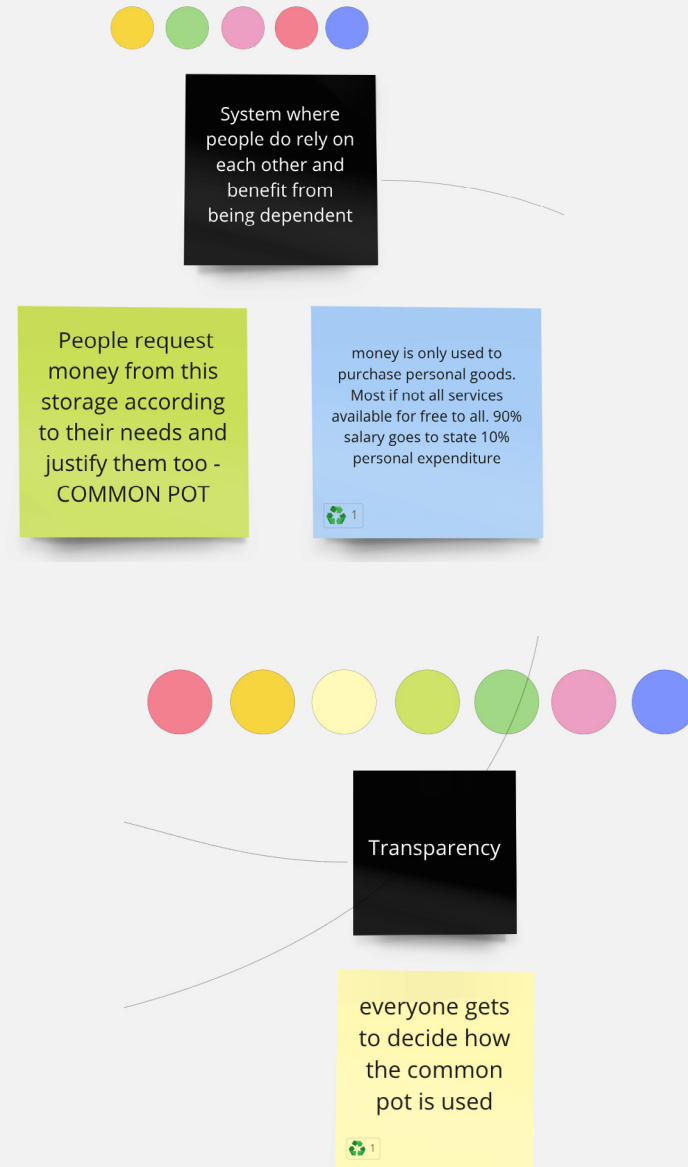 System where
people do rely on
each other and
benefit from
being dependent
People request
money from this
storage according
to their needs and
justify them too -
COMMON POT
money is only used to
purchase personal goods.
Most if not all services
available for free to all. 90%
salary goes to state 10%
personal expenditure
1
Transparency
everyone gets
to decide how
the common
pot is used
1